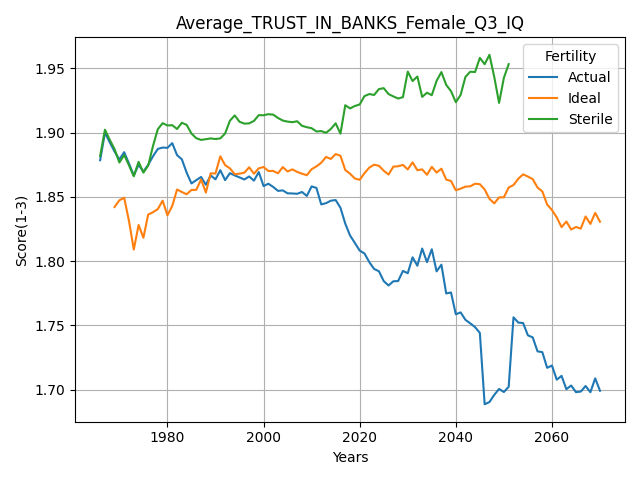 Average_TRUST_IN_BANKS_Female_Q3_IQ
Fertility
Actual
Ideal
Sterile
Score(1-3)
1.95
1.90
1.85
1.80
1.75
1.70
1980 2000 2020 2040 2060
Years